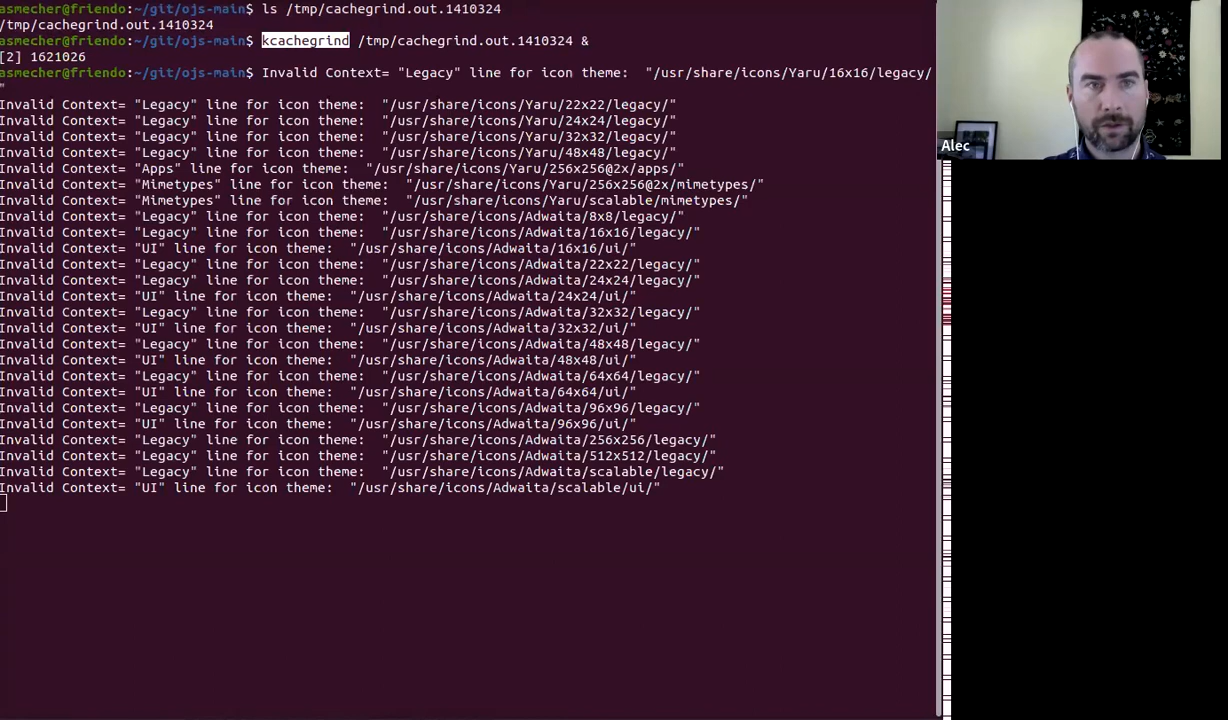 asmecher@friendo:~/git/ojs-main$ ls /tmp/cachegrind.out.1410324
/tmp/cachegrind.out.1410324
asmecher@friendo:~/git/ojs-main$ kcachegrind /tmp/cachegrind.out.1410324 &
[2] 1621026
asmecher@friendo:~/git/ojs-main$ Invalid Context= "Legacy" line for icon theme:  "/usr/share/icons/Yaru/16x16/legacy/
"
Invalid Context= "Legacy" line for icon theme:  "/usr/share/icons/Yaru/22x22/legacy/"
Invalid Context= "Legacy" line for icon theme:  "/usr/share/icons/Yaru/24x24/legacy/"
Invalid Context= "Legacy" line for icon theme:  "/usr/share/icons/Yaru/32x32/legacy/"
Invalid Context= "Legacy" line for icon theme:  "/usr/share/icons/Yaru/48x48/legacy/"
Invalid Context= "Apps" line for icon theme:  "/usr/share/icons/Yaru/256x256@2x/apps/"
Invalid Context= "Mimetypes" line for icon theme:  "/usr/share/icons/Yaru/256x256@2x/mimetypes/"
Invalid Context= "Mimetypes" line for icon theme:  "/usr/share/icons/Yaru/scalable/mimetypes/"
Invalid Context= "Legacy" line for icon theme:  "/usr/share/icons/Adwaita/8x8/legacy/"
Invalid Context= "Legacy" line for icon theme:  "/usr/share/icons/Adwaita/16x16/legacy/"
Invalid Context= "UI" line for icon theme:  "/usr/share/icons/Adwaita/16x16/ui/"
Invalid Context= "Legacy" line for icon theme:  "/usr/share/icons/Adwaita/22x22/legacy/"
Invalid Context= "Legacy" line for icon theme:  "/usr/share/icons/Adwaita/24x24/legacy/"
Invalid Context= "UI" line for icon theme:  "/usr/share/icons/Adwaita/24x24/ui/"
Invalid Context= "Legacy" line for icon theme:  "/usr/share/icons/Adwaita/32x32/legacy/"
Invalid Context= "UI" line for icon theme:  "/usr/share/icons/Adwaita/32x32/ui/"
Invalid Context= "Legacy" line for icon theme:  "/usr/share/icons/Adwaita/48x48/legacy/"
Invalid Context= "UI" line for icon theme:  "/usr/share/icons/Adwaita/48x48/ui/"
Invalid Context= "Legacy" line for icon theme:  "/usr/share/icons/Adwaita/64x64/legacy/"
Invalid Context= "UI" line for icon theme:  "/usr/share/icons/Adwaita/64x64/ui/"
Invalid Context= "Legacy" line for icon theme:  "/usr/share/icons/Adwaita/96x96/legacy/"
Invalid Context= "UI" line for icon theme:  "/usr/share/icons/Adwaita/96x96/ui/"
Invalid Context= "Legacy" line for icon theme:  "/usr/share/icons/Adwaita/256x256/legacy/"
Invalid Context= "Legacy" line for icon theme:  "/usr/share/icons/Adwaita/512x512/legacy/"
Invalid Context= "Legacy" line for icon theme:  "/usr/share/icons/Adwaita/scalable/legacy/"
Invalid Context= "UI" line for icon theme:  "/usr/share/icons/Adwaita/scalable/ui/"
Alec